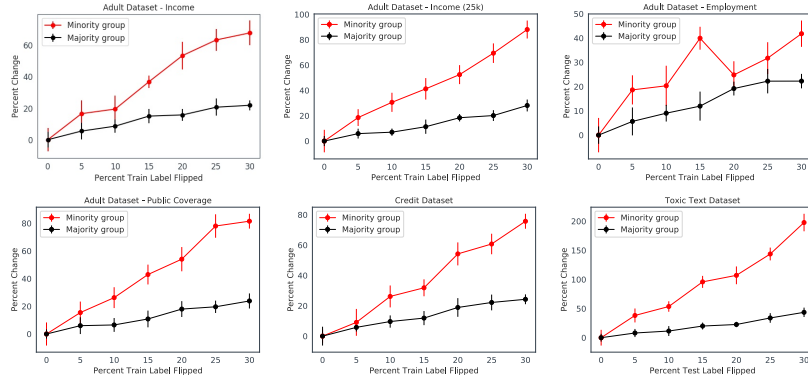 Adult Dataset - Income
Minority group
Majority group
Percent Change
60
40
20
0
0 5 10 15 20 25 30
Percent Train Label Flipped
Adult Dataset - Income (25k)
Minority group
Majority group
Percent Change
100
80
60
40
20
0
0 5 10 15 20 25 30
Percent Train Label Flipped
Adult Dataset - Employment
Minority group
Majority group
Percent Change
50
40
30
20
10
0
0 5 10 15 20 25 30
Percent Train Label Flipped
Adult Dataset - Public Coverage
Minority group
Majority group
Percent Change
80
60
40
20
0
0 5 10 15 20 25 30
Percent Train Label Flipped
Credit Dataset
Minority group
Majority group
Percent Change
80
60
40
20
0
0 5 10 15 20 25 30
Percent Train Label Flipped
Toxic Text Dataset
Minority group
Majority group
Percent Change
200
150
100
50
0
0 5 10 15 20 25 30
Percent Test Label Flipped